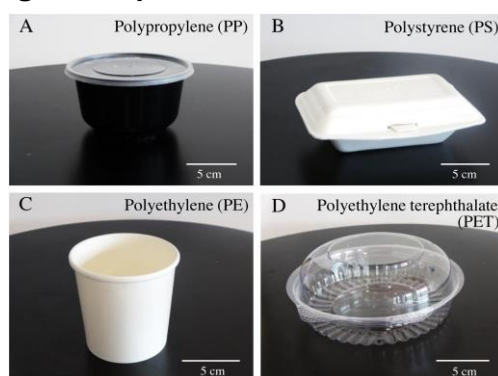 A Polypropylene (PP)
5 cm
B Polystyrene (PS)
5 cm
C Polyethylene (PE)
5 cm
D Polyethylene terephthalate
(PET)
5 cm